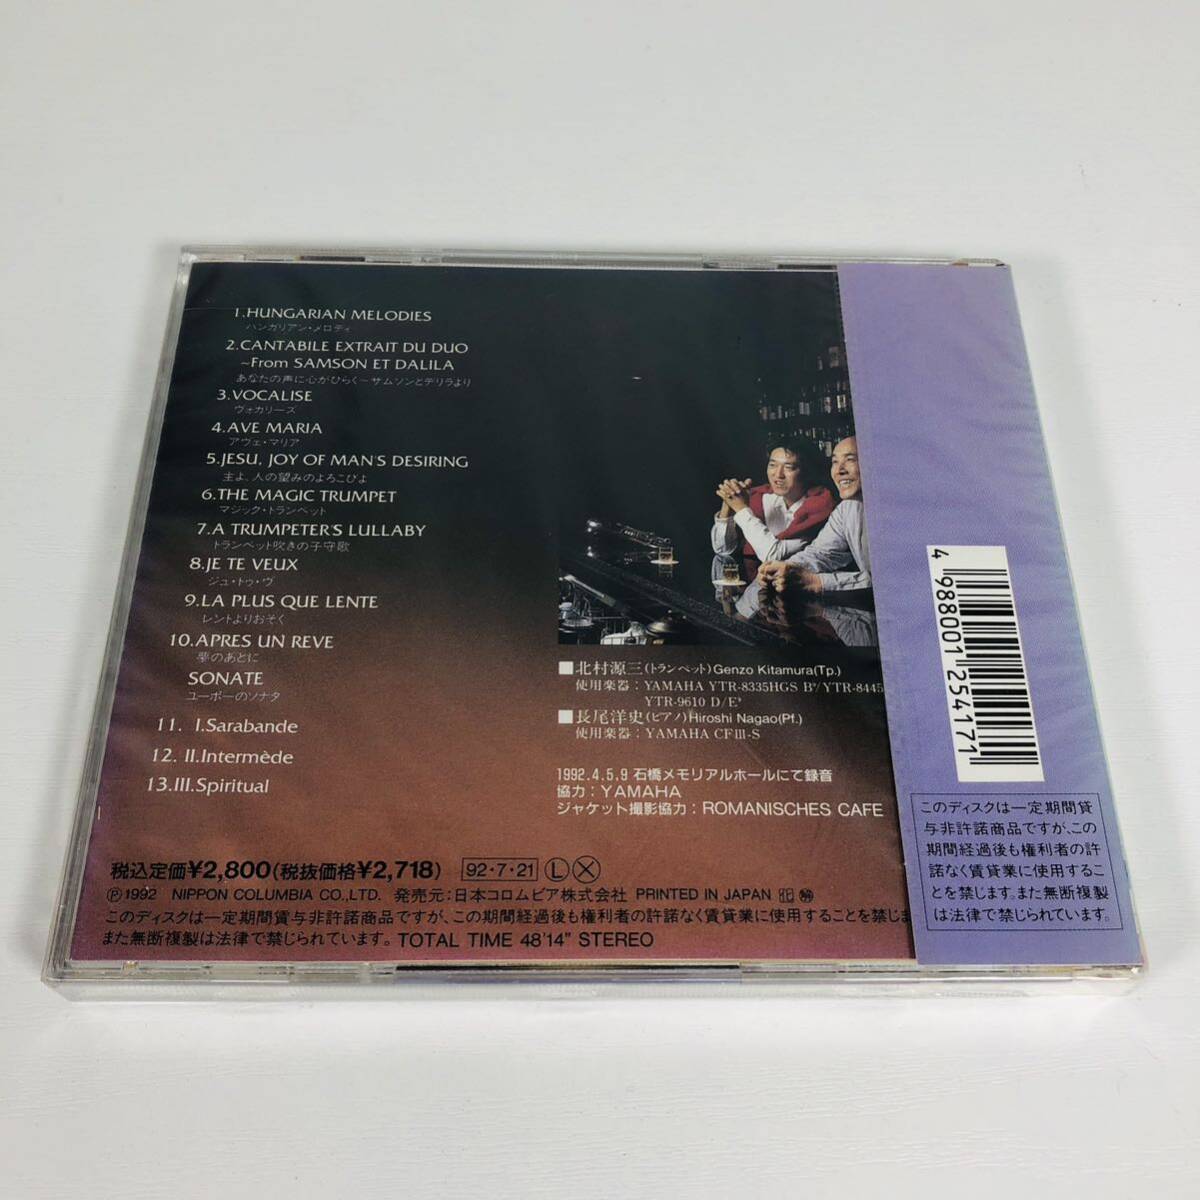 1.HUNGARIAN MELODIES
ハンガリアン・メロディ
2.CANTABILE EXTRAIT DU DUO
~From SAMSON ET DALILA
あなたの声に心がひらく−サムソンとデリラより
3.VOCALISE
ヴォカリーズ
4.AVE MARIA
アヴェ・マリア
5.JESU, JOY OF MAN'S DESIRING
主よ、人の望みのよろこびよ
6.THE MAGIC TRUMPET
マジック・トランペット
7.A TRUMPETER'S LULLABY
トランペット吹きの子守歌
8.JE TE VEUX
ジュ・トゥ・ヴ
9.LA PLUS QUE LENTE
レントよりおそく
10.APRES UN REVE
夢のあとに
SONATE
ユーボーのソナタ
11. I.Sarabande
12. II.Intermède
13.III.Spiritual
■北村源三(トランペット)Genzo Kitamura(Tp.)
使用楽器：YAMAHA YTR-8335HGS B♭/YTR-8445
YTR-9610 D/E♭
■長尾洋史(ピアノ)Hiroshi Nagao(Pf.)
使用楽器：YAMAHA CFIII-S
1992.4.5.9 石橋メモリアルホールにて録音
協力：YAMAHA
ジャケット撮影協力：ROMANISCHES CAFE
税込定価¥2,800(税抜価格¥2,718) 92・7・21 L X
Ⓟ1992 NIPPON COLUMBIA CO.,LTD. 発売元：日本コロムビア株式会社 PRINTED IN JAPAN
このディスクは一定期間貸与非許諾商品ですが、この期間経過後も権利者の許諾なく賃貸業に使用することを禁じま
また無断複製は法律で禁じられています。TOTAL TIME 48'14" STEREO
4 988001 254171
このディスクは一定期間貸
与非許諾商品ですが、この
期間経過後も権利者の許
諾なく賃貸業に使用するこ
とを禁じます。また無断複製
は法律で禁じられています。